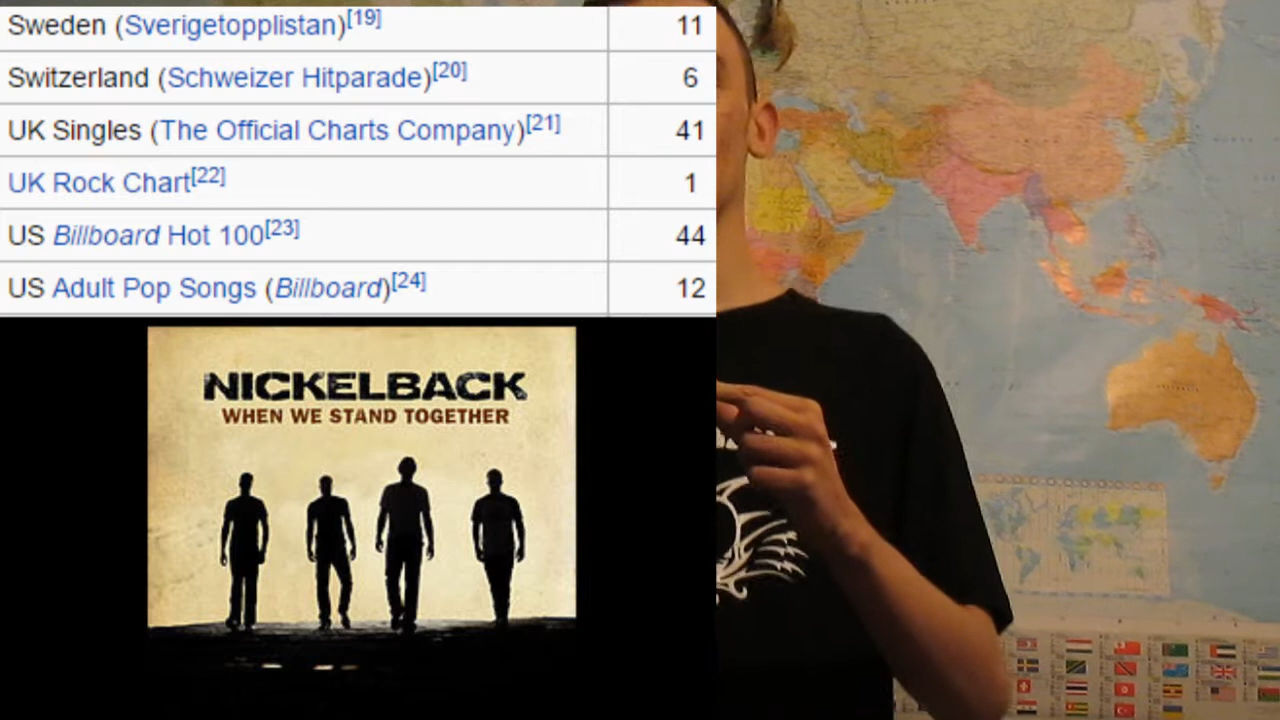 Sweden (Sverigetopplistan)[19] 11
Switzerland (Schweizer Hitparade)[20] 6
UK Singles (The Official Charts Company)[21] 41
UK Rock Chart[22] 1
US Billboard Hot 100[23] 44
US Adult Pop Songs (Billboard)[24] 12
NICKELBACK
WHEN WE STAND TOGETHER